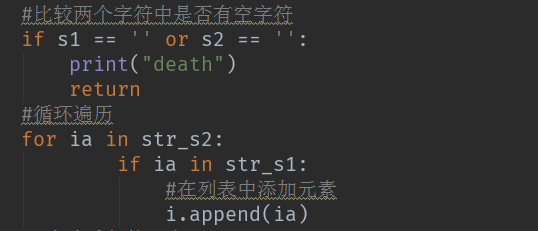 #比较两个字符中是否有空字符
if s1 == '' or s2 == '':
print("death")
return
#循环遍历
for ia in str_s2:
if ia in str_s1:
#在列表中添加元素
i.append(ia)